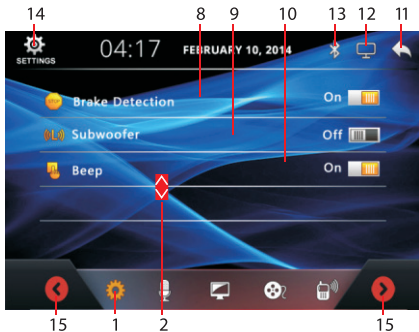 14 8 9 10 13 12 11
SETTINGS 04:17 FEBRUARY 10, 2014
STOP Brake Detection On
((L)) Subwoofer Off
Beep On
15 1 2 15